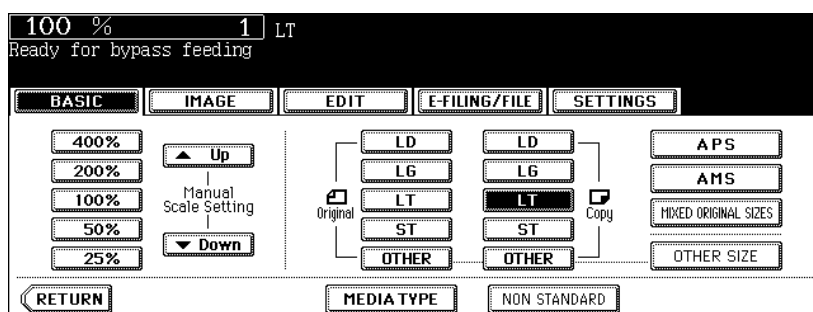 100 % 1 LT
Ready for bypass feeding
BASIC IMAGE EDIT E-FILING/FILE SETTINGS
400% LD LD APS
▲ Up
200% LG LG AMS
Manual
Scale Setting
100% Original LT LT Copy MIXED ORIGINAL SIZES
50% ST ST
▼ Down
25% OTHER OTHER OTHER SIZE
RETURN MEDIA TYPE NON STANDARD